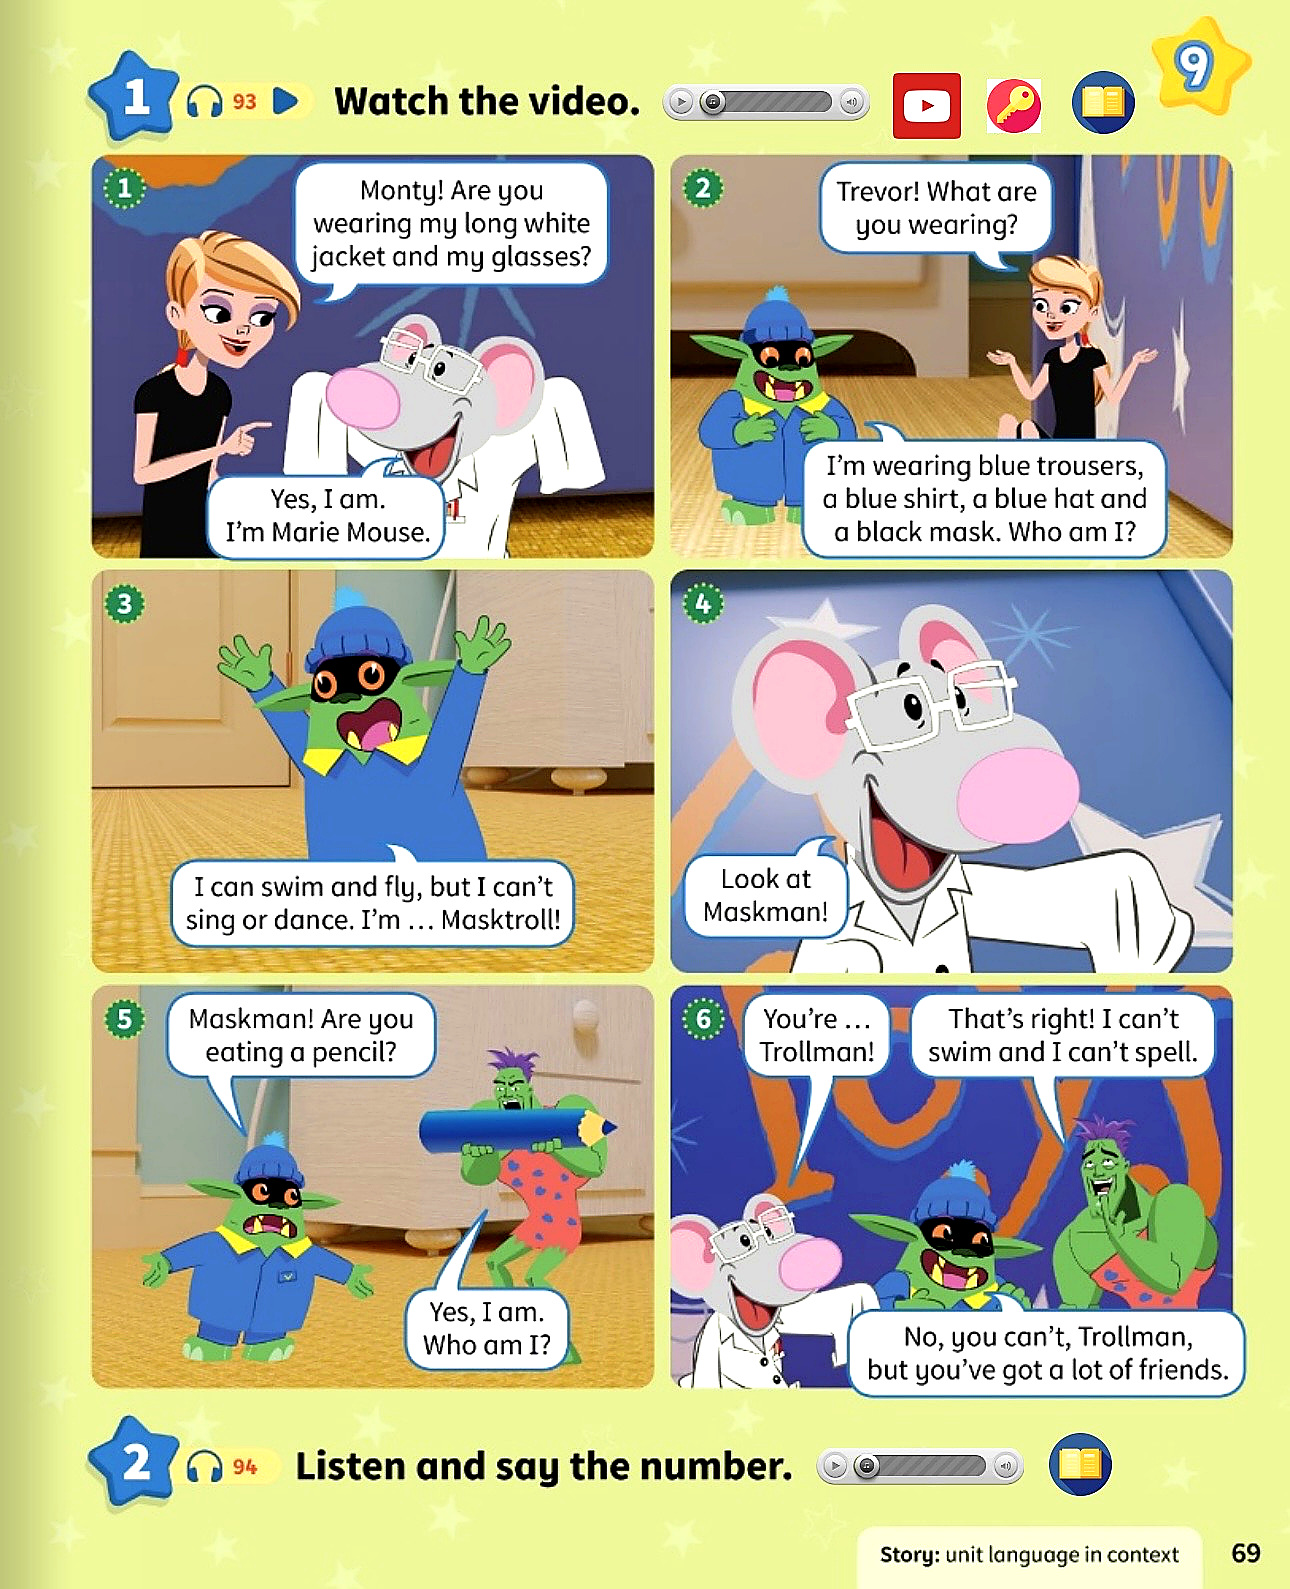 1
93
Watch the video.
9
1
Monty! Are you
wearing my long white
jacket and my glasses?
Yes, I am.
I'm Marie Mouse.
2
Trevor! What are
you wearing?
I'm wearing blue trousers,
a blue shirt, a blue hat and
a black mask. Who am I?
3
I can swim and fly, but I can't
sing or dance. I'm ... Masktroll!
4
Look at
Maskman!
5
Maskman! Are you
eating a pencil?
Yes, I am.
Who am I?
6
You're ...
Trollman!
That's right! I can't
swim and I can't spell.
No, you can't, Trollman,
but you've got a lot of friends.
2
94
Listen and say the number.
Story: unit language in context
69